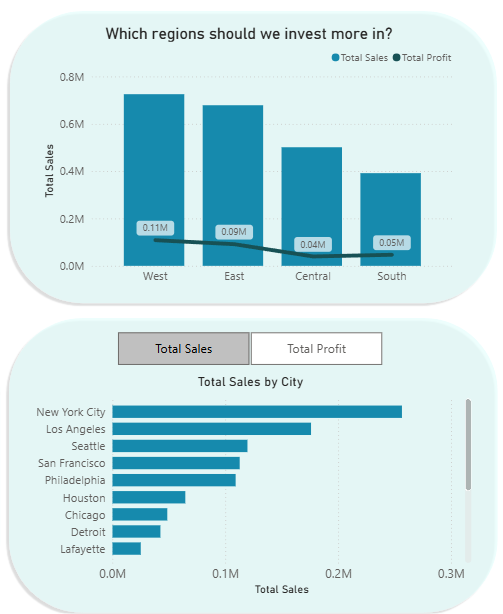 Which regions should we invest more in?
Total Sales Total Profit
0.8M
0.6M
0.4M
0.2M
0.0M
Total Sales
0.11M
0.09M
0.04M
0.05M
West East Central South
Total Sales Total Profit
Total Sales by City
New York City
Los Angeles
Seattle
San Francisco
Philadelphia
Houston
Chicago
Detroit
Lafayette
0.0M 0.1M 0.2M 0.3M
Total Sales